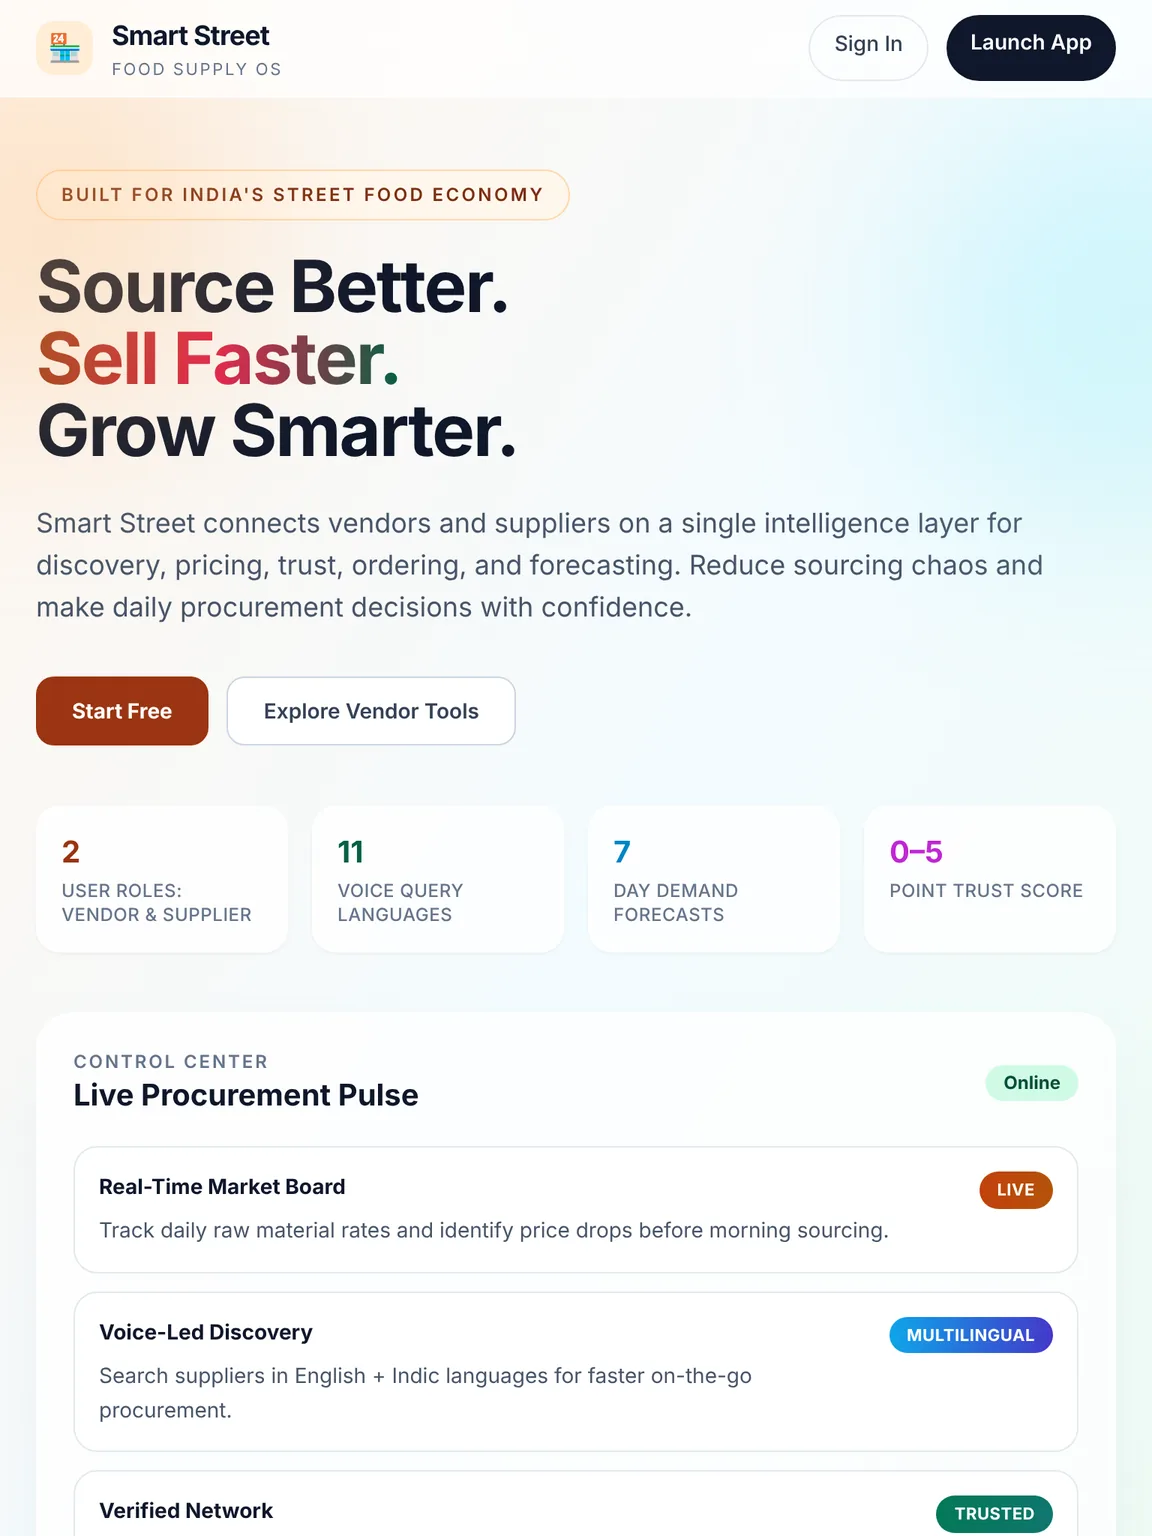 24
Smart Street
FOOD SUPPLY OS
Sign In
Launch App
BUILT FOR INDIA'S STREET FOOD ECONOMY
Source Better.
Sell Faster.
Grow Smarter.
Smart Street connects vendors and suppliers on a single intelligence layer for
discovery, pricing, trust, ordering, and forecasting. Reduce sourcing chaos and
make daily procurement decisions with confidence.
Start Free
Explore Vendor Tools
2
USER ROLES:
VENDOR & SUPPLIER
11
VOICE QUERY
LANGUAGES
7
DAY DEMAND
FORECASTS
0–5
POINT TRUST SCORE
CONTROL CENTER
Live Procurement Pulse
Online
Real-Time Market Board
LIVE
Track daily raw material rates and identify price drops before morning sourcing.
Voice-Led Discovery
MULTILINGUAL
Search suppliers in English + Indic languages for faster on-the-go
procurement.
Verified Network
TRUSTED